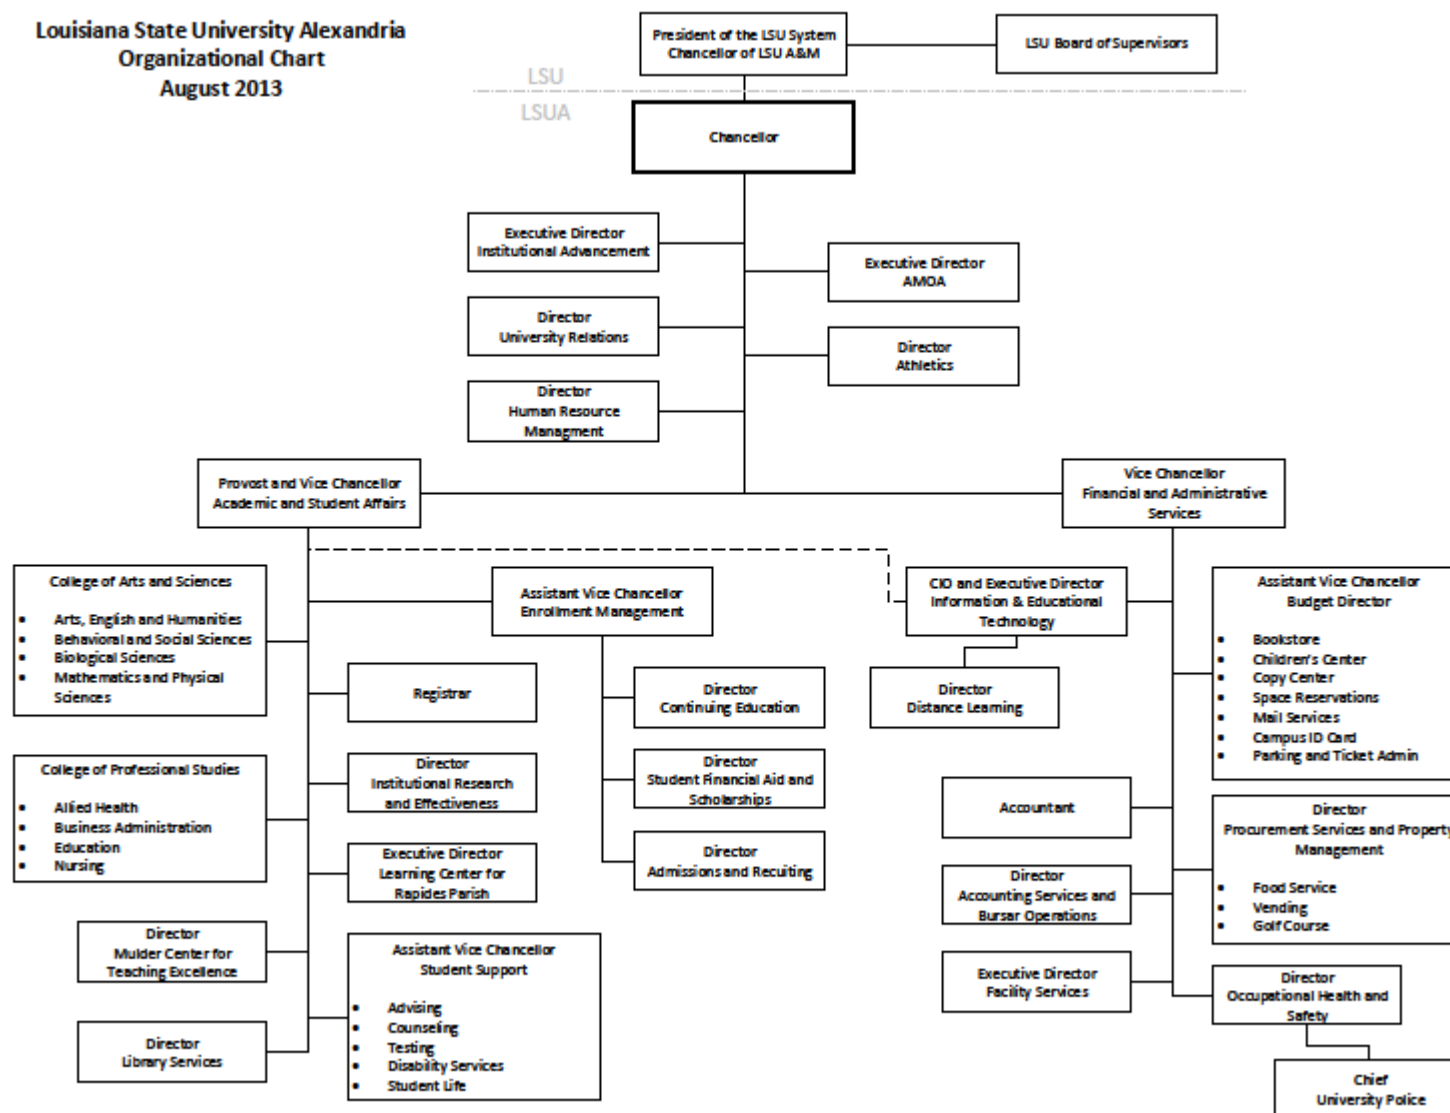 Louisiana State University Alexandria
Organizational Chart
August 2013
President of the LSU System
Chancellor of LSU A&M
LSU Board of Supervisors
LSU
LSUA
Chancellor
Executive Director
Institutional Advancement
Executive Director
AMOA
Director
University Relations
Director
Athletics
Director
Human Resource
Managment
Provost and Vice Chancellor
Academic and Student Affairs
Vice Chancellor
Financial and Administrative
Services
College of Arts and Sciences
• Arts, English and Humanities
• Behavioral and Social Sciences
• Biological Sciences
• Mathematics and Physical
Sciences
Assistant Vice Chancellor
Enrollment Management
CIO and Executive Director
Information & Educational
Technology
Assistant Vice Chancellor
Budget Director
• Bookstore
• Children's Center
• Copy Center
• Space Reservations
• Mail Services
• Campus ID Card
• Parking and Ticket Admin
Registrar
Director
Continuing Education
Director
Distance Learning
College of Professional Studies
• Allied Health
• Business Administration
• Education
• Nursing
Director
Institutional Research
and Effectiveness
Director
Student Financial Aid and
Scholarships
Accountant
Director
Procurement Services and Property
Management
• Food Service
• Vending
• Golf Course
Executive Director
Learning Center for
Rapides Parish
Director
Admissions and Recuiting
Director
Accounting Services and
Bursar Operations
Director
Mulder Center for
Teaching Excellence
Assistant Vice Chancellor
Student Support
• Advising
• Counseling
• Testing
• Disability Services
• Student Life
Executive Director
Facility Services
Director
Occupational Health and
Safety
Director
Library Services
Chief
University Police